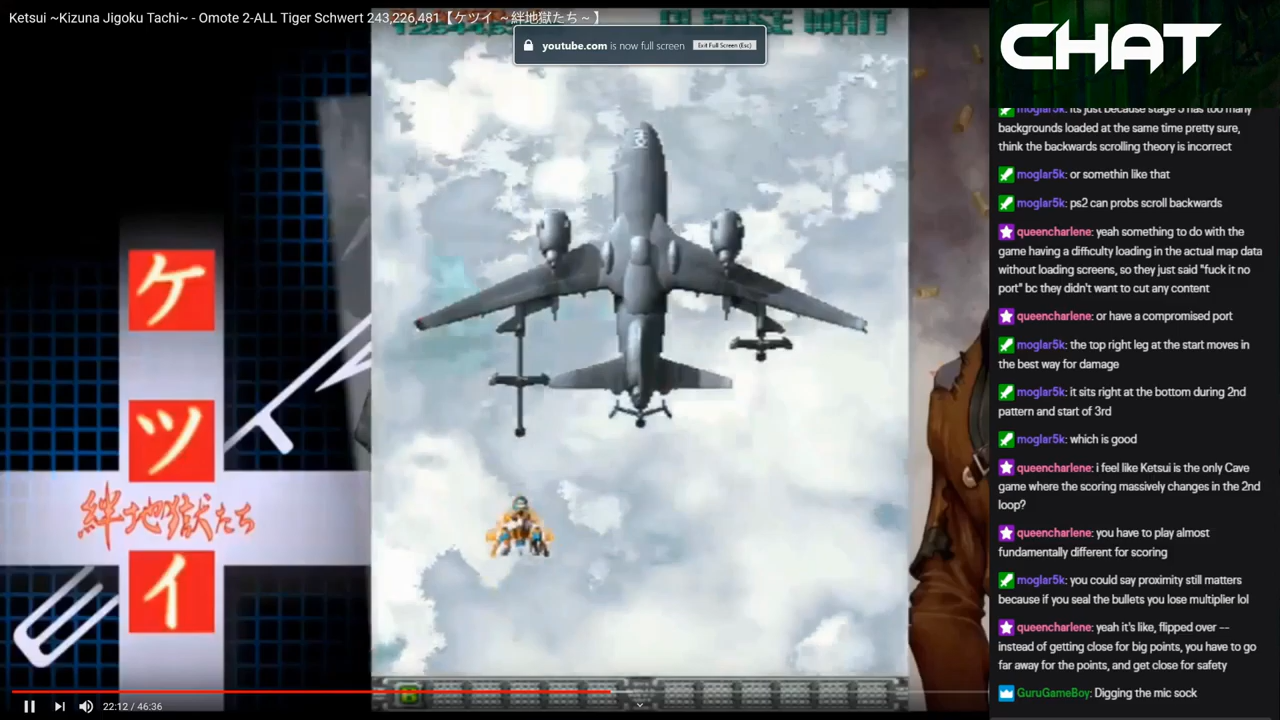 Ketsui ~Kizuna Jigoku Tachi~ - Omote 2-ALL Tiger Schwert 243,226,481【ケツイ ～絆地獄たち～】
PLEASE WAIT
youtube.com is now full screen
Exit Full Screen (Esc)
ケ
ツ
イ
絆地獄たち
B
22:12 / 46:36
CHAT
moglar5k: its just because stage 5 has too many
backgrounds loaded at the same time pretty sure,
think the backwards scrolling theory is incorrect
moglar5k: or somethin like that
moglar5k: ps2 can probs scroll backwards
queencharlene: yeah something to do with the
game having a difficulty loading in the actual map data
without loading screens, so they just said "fuck it no
port" bc they didn't want to cut any content
queencharlene: or have a compromised port
moglar5k: the top right leg at the start moves in
the best way for damage
moglar5k: it sits right at the bottom during 2nd
pattern and start of 3rd
moglar5k: which is good
queencharlene: i feel like Ketsui is the only Cave
game where the scoring massively changes in the 2nd
loop?
queencharlene: you have to play almost
fundamentally different for scoring
moglar5k: you could say proximity still matters
because if you seal the bullets you lose multiplier lol
queencharlene: yeah it's like, flipped over --
instead of getting close for big points, you have to go
far away for the points, and get close for safety
GuruGameBoy: Digging the mic sock